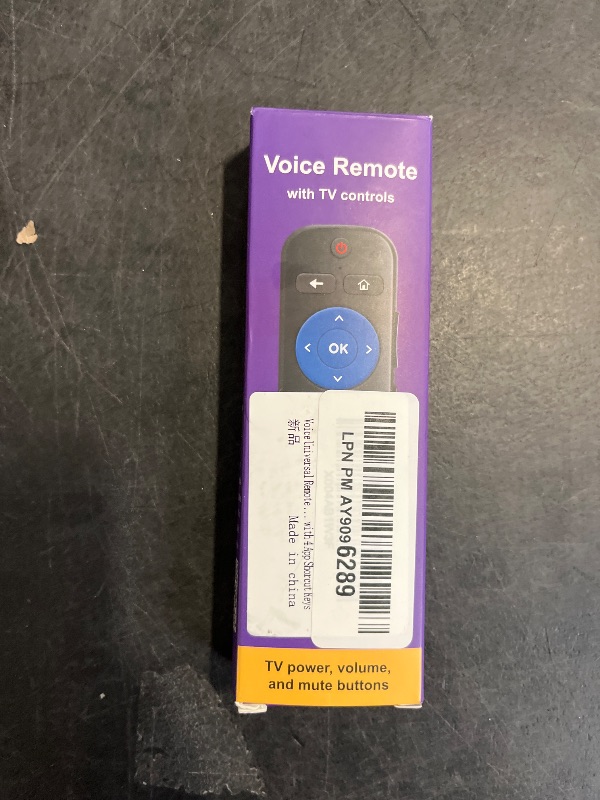 Voice Remote
with TV controls
OK
Voice Universal Remote... with 4 App Shorcut Keys
新品 Made in china
LPN PM AY9096289
TV power, volume,
and mute buttons